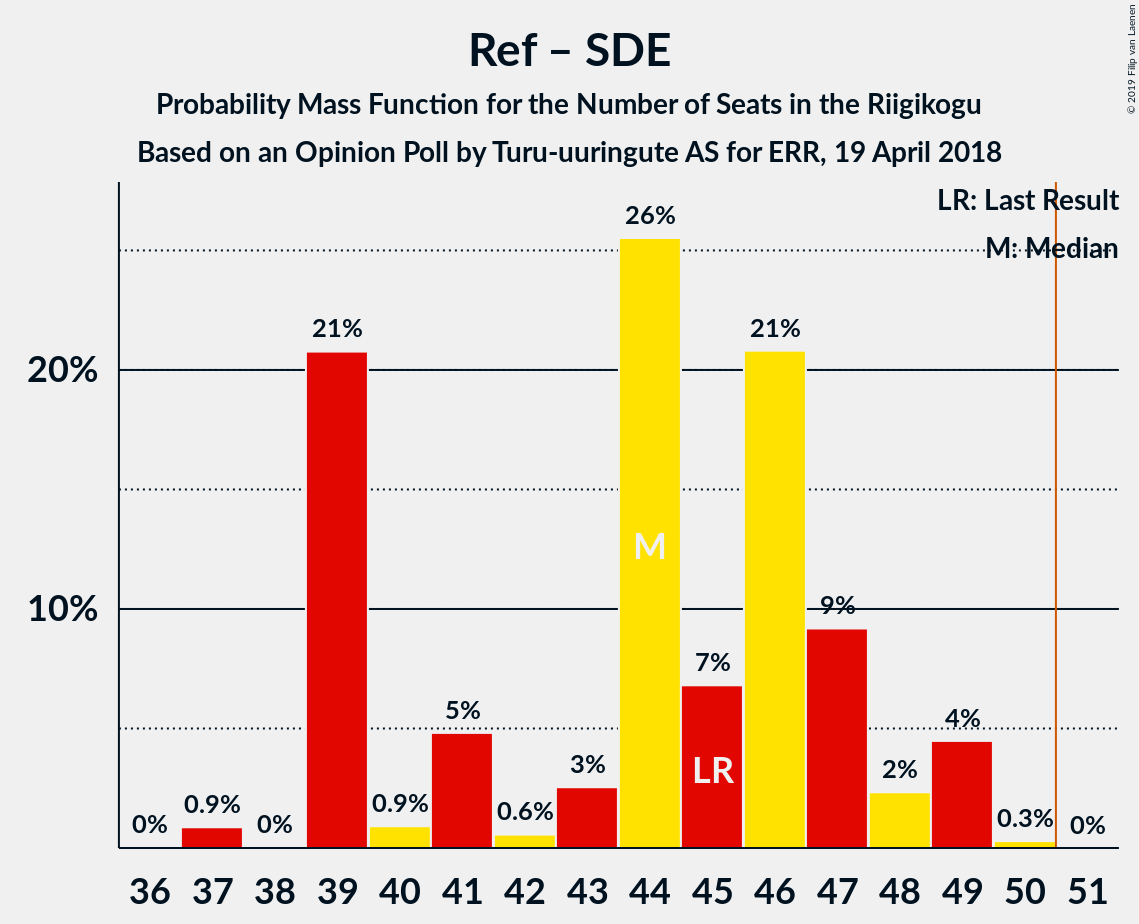 Ref – SDE
Probability Mass Function for the Number of Seats in the Riigikogu
Based on an Opinion Poll by Turu-uuringute AS for ERR, 19 April 2018
© 2019 Filip van Laenen
LR: Last Result
M: Median
20%
10%
0%
0.9%
0%
21%
0.9%
5%
0.6%
3%
26%
7%
21%
9%
2%
4%
0.3%
0%
M
LR
36 37 38 39 40 41 42 43 44 45 46 47 48 49 50 51